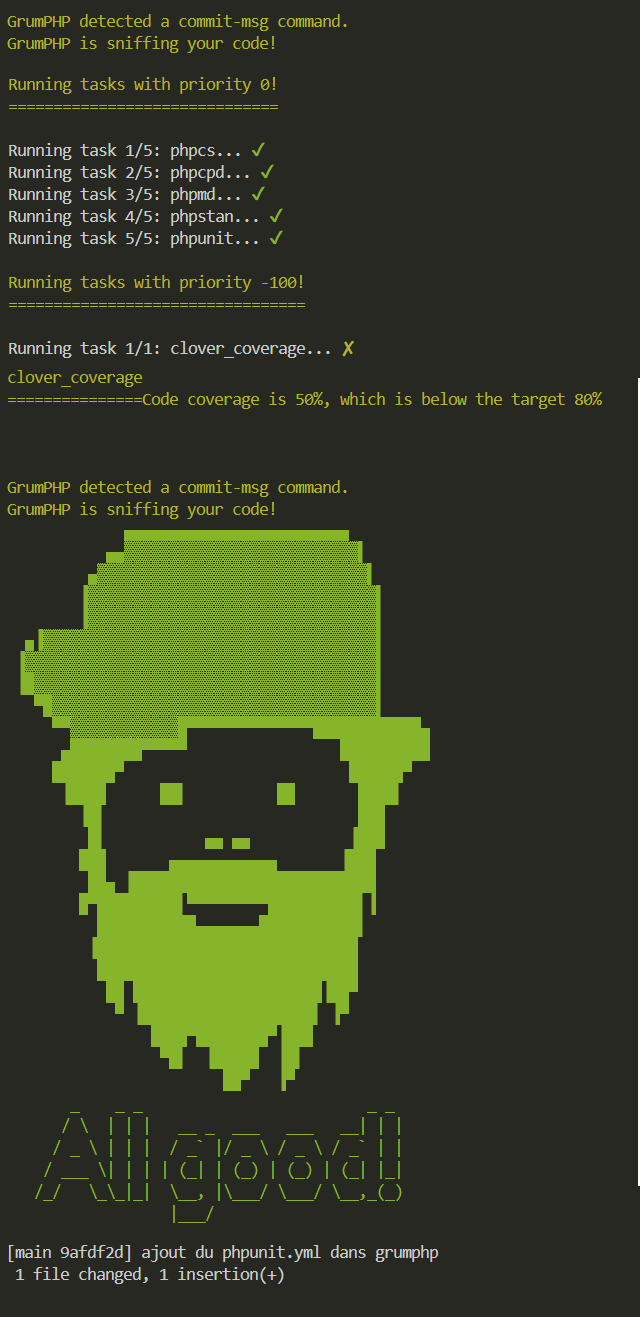 GrumPHP detected a commit-msg command.
GrumPHP is sniffing your code!
Running tasks with priority 0!
==============================
Running task 1/5: phpcs... ✔
Running task 2/5: phpcpd... ✔
Running task 3/5: phpmd... ✔
Running task 4/5: phpstan... ✔
Running task 5/5: phpunit... ✔
Running tasks with priority -100!
=================================
Running task 1/1: clover_coverage... ✘
clover_coverage
===============Code coverage is 50%, which is below the target 80%
GrumPHP detected a commit-msg command.
GrumPHP is sniffing your code!
All good!
[main 9afdf2d] ajout du phpunit.yml dans grumphp
1 file changed, 1 insertion(+)